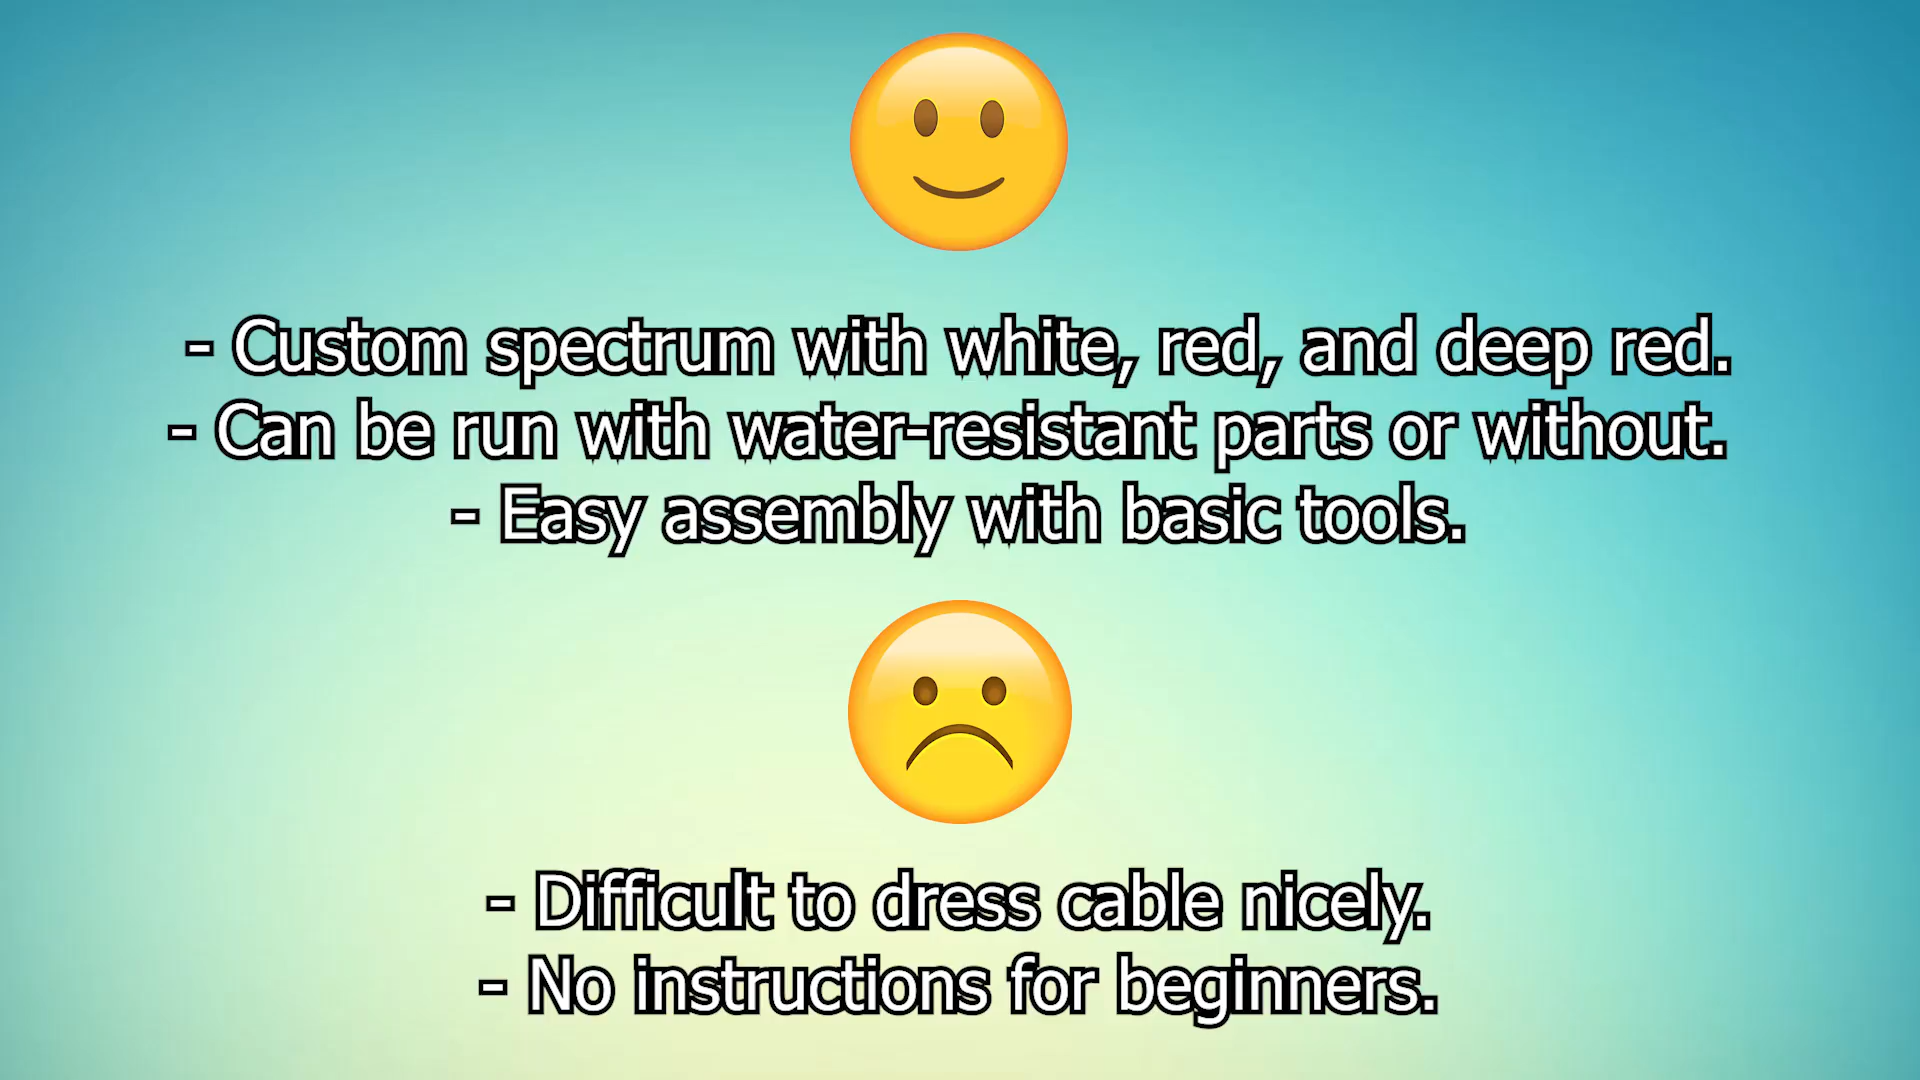 - Custom spectrum with white, red, and deep red.
- Can be run with water-resistant parts or without.
- Easy assembly with basic tools.
- Difficult to dress cable nicely.
- No instructions for beginners.